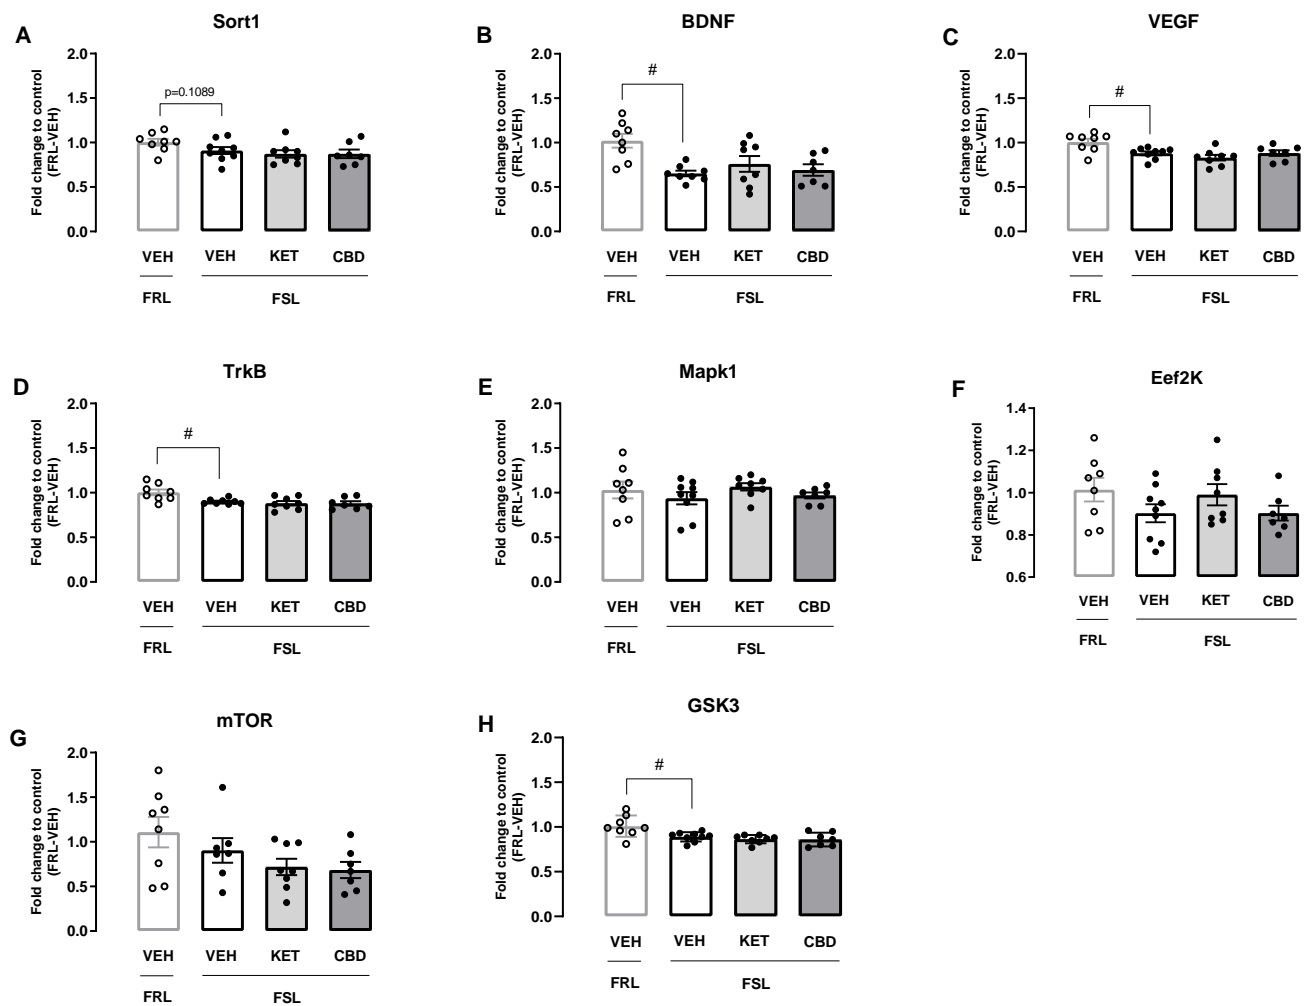 A
Sort1
Fold change to control
(FRL-VEH)
2.0
1.5
1.0
0.5
0.0
p=0.1089
VEH VEH KET CBD
FRL FSL
B
BDNF
Fold change to control
(FRL-VEH)
2.0
1.5
1.0
0.5
0.0
#
VEH VEH KET CBD
FRL FSL
C
VEGF
Fold change to control
(FRL-VEH)
2.0
1.5
1.0
0.5
0.0
#
VEH VEH KET CBD
FRL FSL
D
TrkB
Fold change to control
(FRL-VEH)
2.0
1.5
1.0
0.5
0.0
#
VEH VEH KET CBD
FRL FSL
E
Mapk1
Fold change to control
(FRL-VEH)
2.0
1.5
1.0
0.5
0.0
VEH VEH KET CBD
FRL FSL
F
Eef2K
Fold change to control
(FRL-VEH)
1.4
1.2
1.0
0.8
0.6
VEH VEH KET CBD
FRL FSL
G
mTOR
Fold change to control
(FRL-VEH)
2.0
1.5
1.0
0.5
0.0
VEH VEH KET CBD
FRL FSL
H
GSK3
Fold change to control
(FRL-VEH)
2.0
1.5
1.0
0.5
0.0
#
VEH VEH KET CBD
FRL FSL